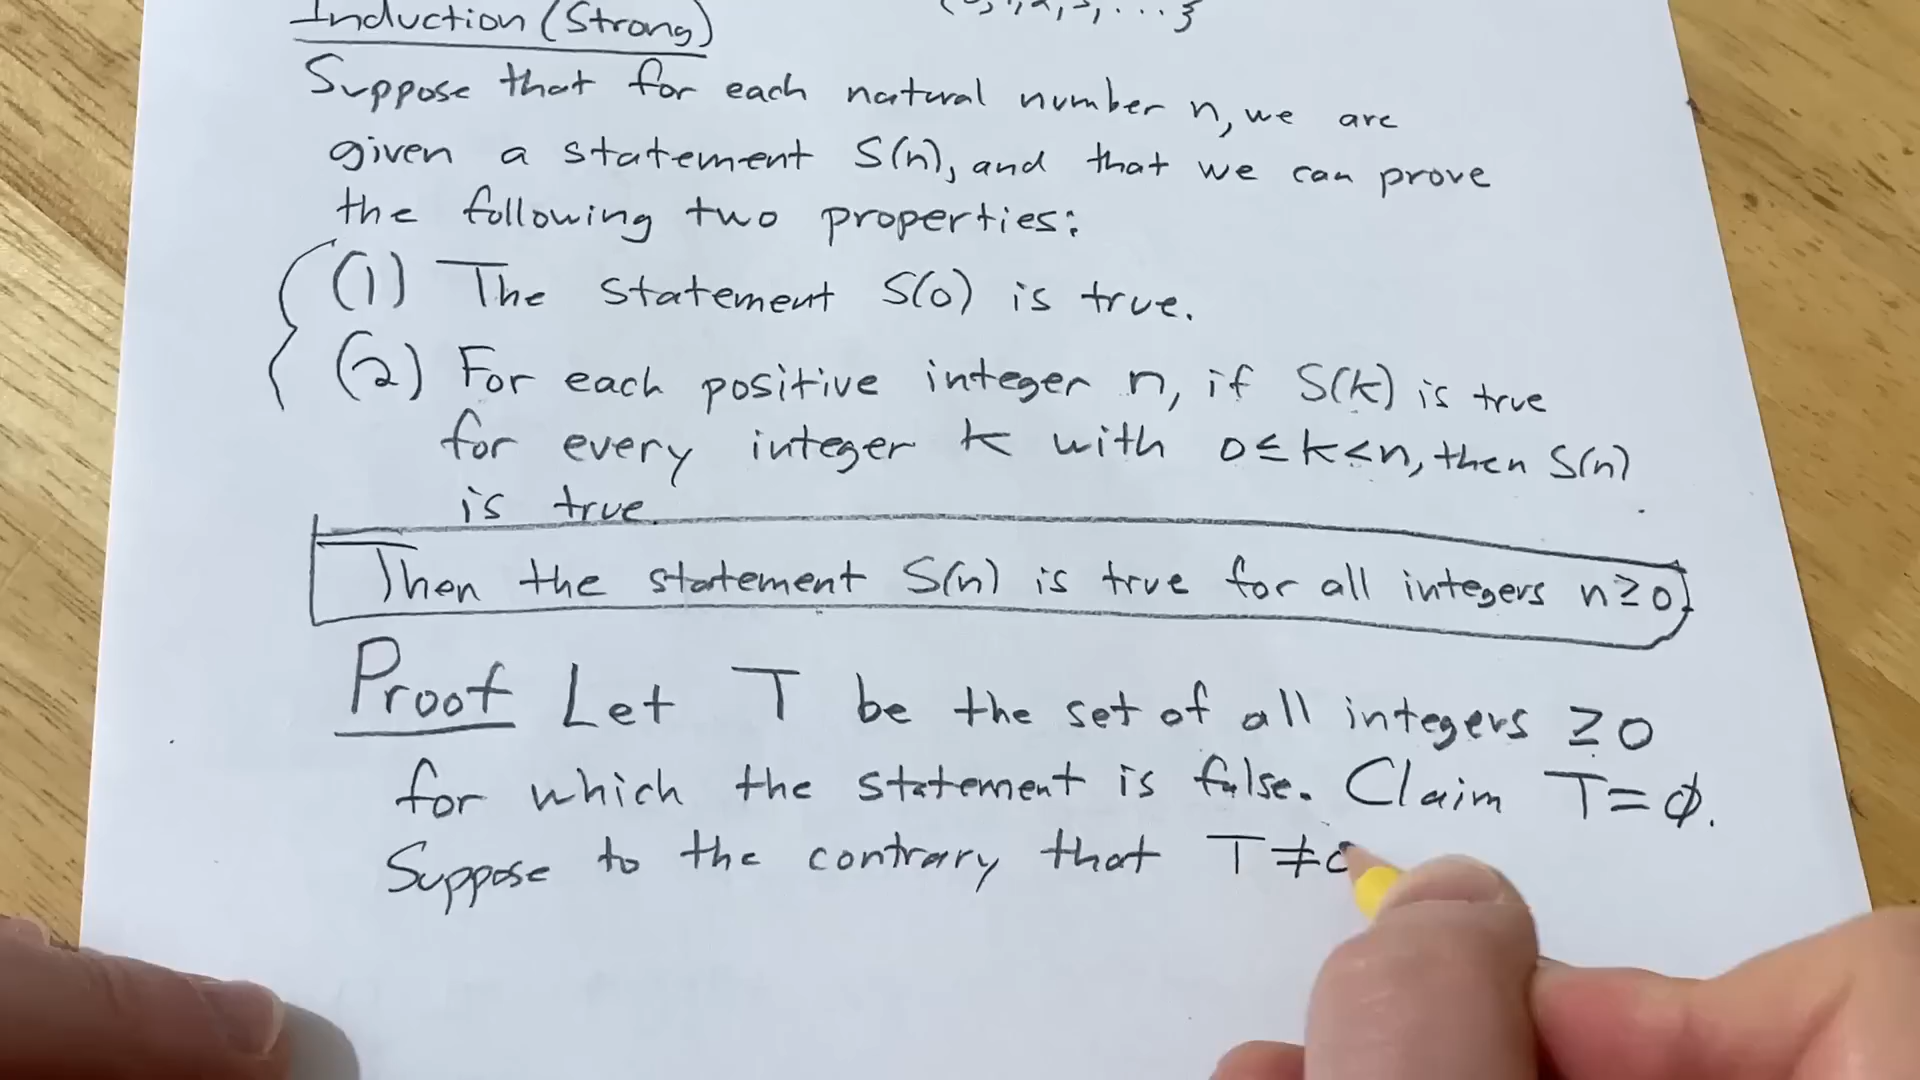 Induction (Strong)
Suppose that for each natural number n, we are
given a statement S(n), and that we can prove
the following two properties:
(1) The statement S(0) is true.
(2) For each positive integer n, if S(k) is true
for every integer k with 0≤k<n, then S(n)
is true.
Then the statement S(n) is true for all integers n≥0.
Proof Let T be the set of all integers ≥0
for which the statement is false. Claim T=∅.
Suppose to the contrary that T≠